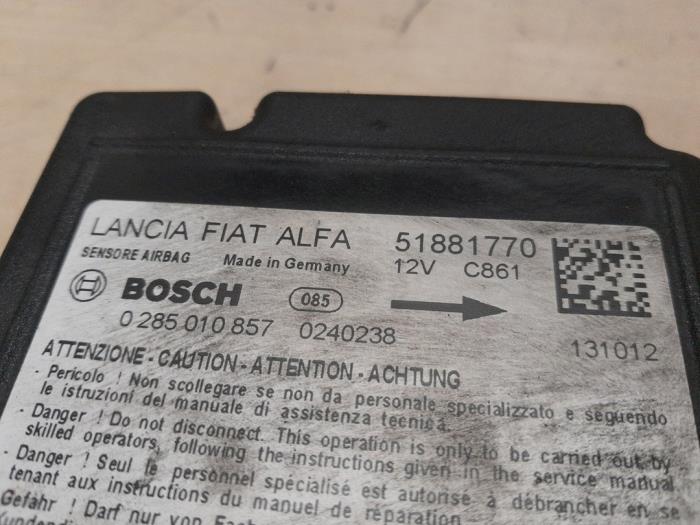 LANCIA FIAT ALFA 51881770
SENSORE AIRBAG Made in Germany 12V C861
BOSCH 085
0 285 010 857 0240238 131012
ATTENZIONE - CAUTION - ATTENTION - ACHTUNG
- Pericolo ! Non scollegare se non da personale specializzato e seguendo
le istruzioni del manuale di assistenza tecnica.
- Danger ! Do not disconnect. This operation is only to be carried out by
skilled operators, following the instructions given in the service manual
- Danger ! Seul le personnel spécialisé est autorisé à débrancher en se
tenant aux instructions du manuel de réparation.
Gefahr ! Darf nur von